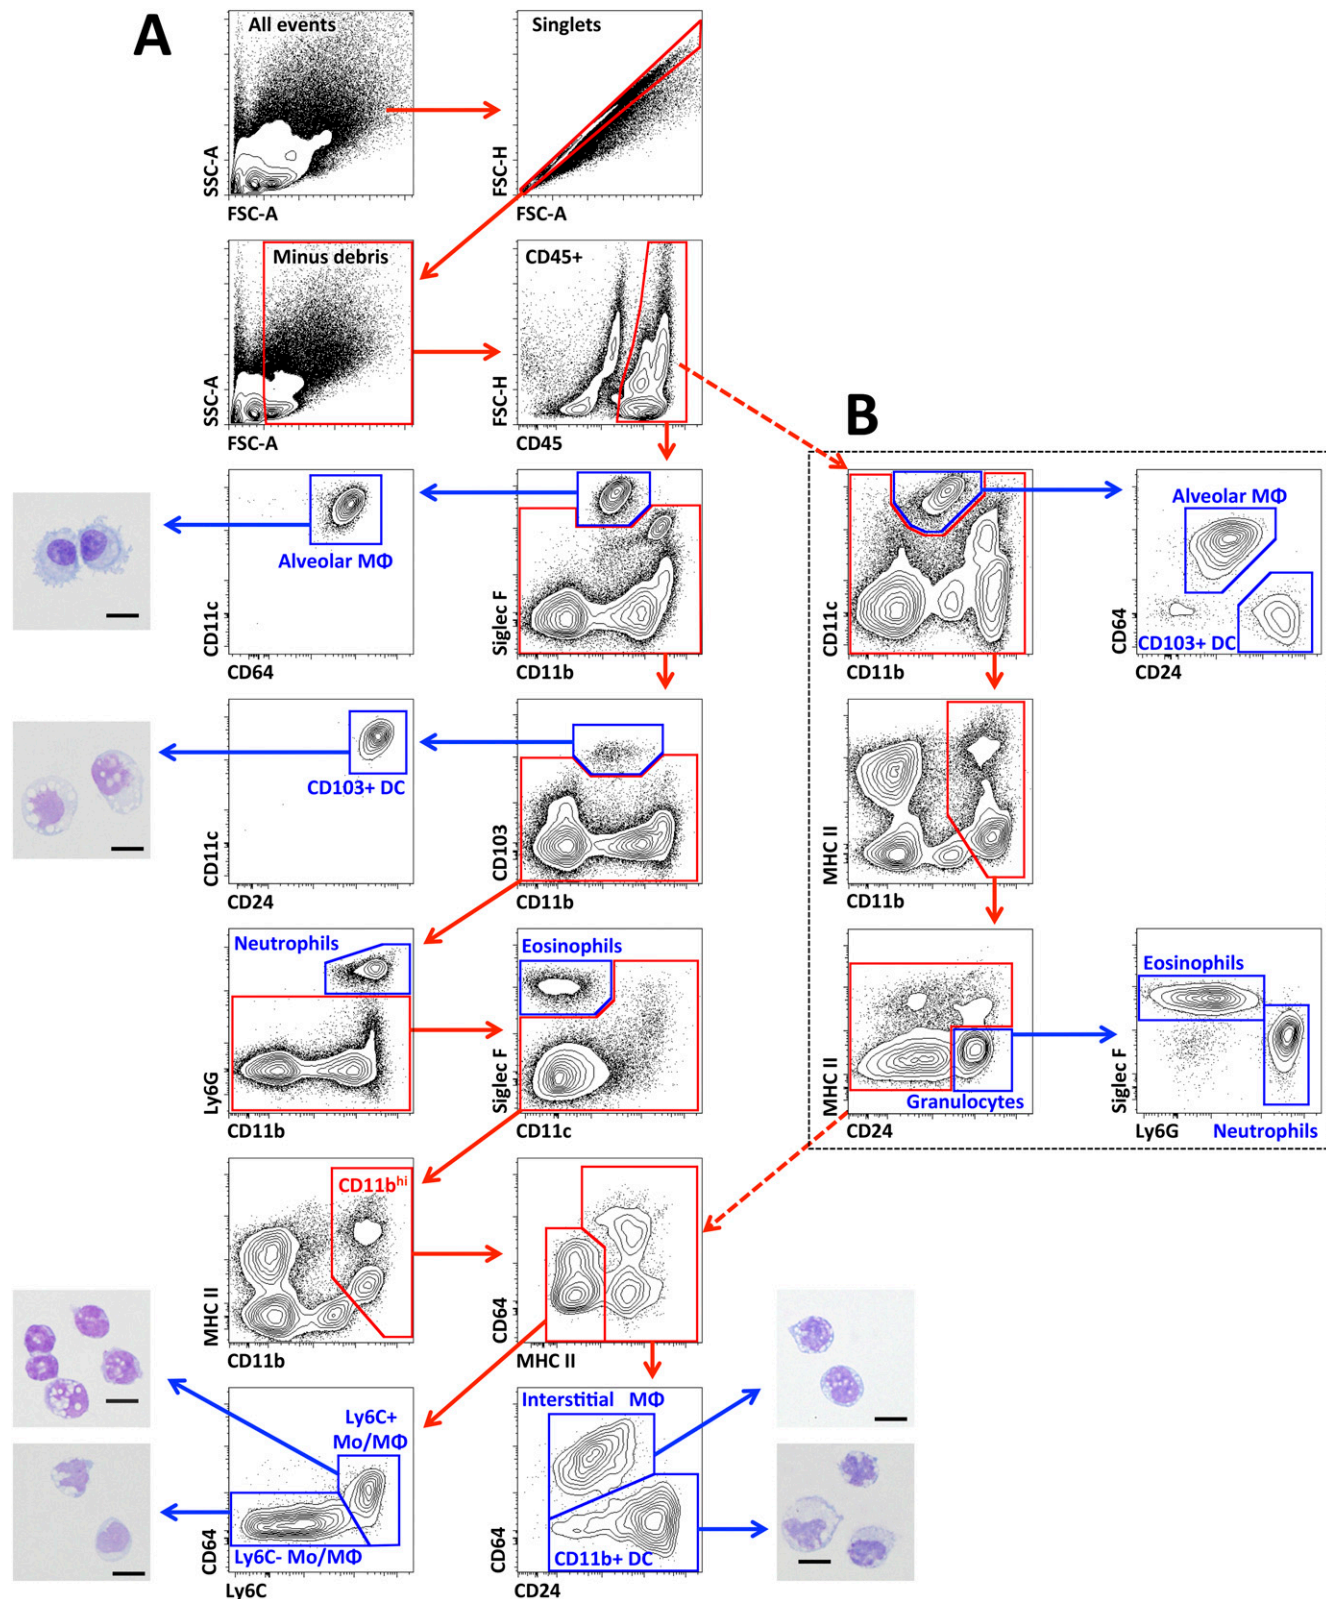 A
All events
SSC-A
FSC-A
Singlets
FSC-H
FSC-A
Minus debris
SSC-A
FSC-A
CD45+
FSC-H
CD45
B
Alveolar MΦ
CD11c
CD64
Siglec F
CD11b
CD11c
CD11b
Alveolar MΦ
CD103+ DC
CD64
CD24
CD103+ DC
CD11c
CD24
CD103
CD11b
MHC II
CD11b
Neutrophils
Ly6G
CD11b
Eosinophils
Siglec F
CD11c
MHC II
Granulocytes
CD24
Eosinophils
Siglec F
Ly6G
Neutrophils
CD11bhi
MHC II
CD11b
CD64
MHC II
Ly6C+
Mo/MΦ
CD64
Ly6C- Mo/MΦ
Ly6C
Interstitial MΦ
CD64
CD11b+ DC
CD24